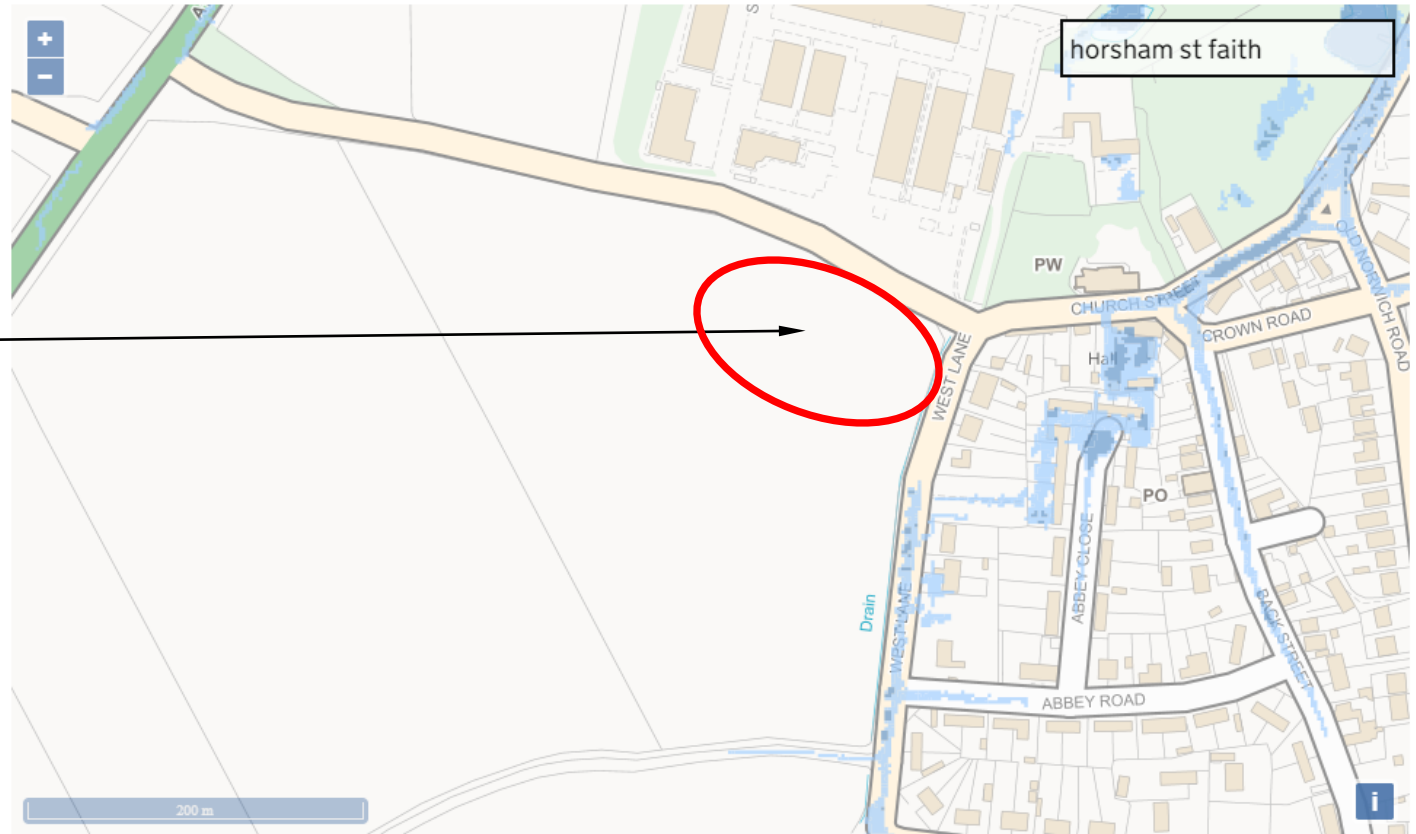 +
−
A
S
horsham st faith
PW
CHURCH STREET
OLD NORWICH ROAD
CROWN ROAD
Hall
WEST LANE
PO
ABBEY CLOSE
Drain
WEST LANE
BACK STREET
ABBEY ROAD
200 m
i